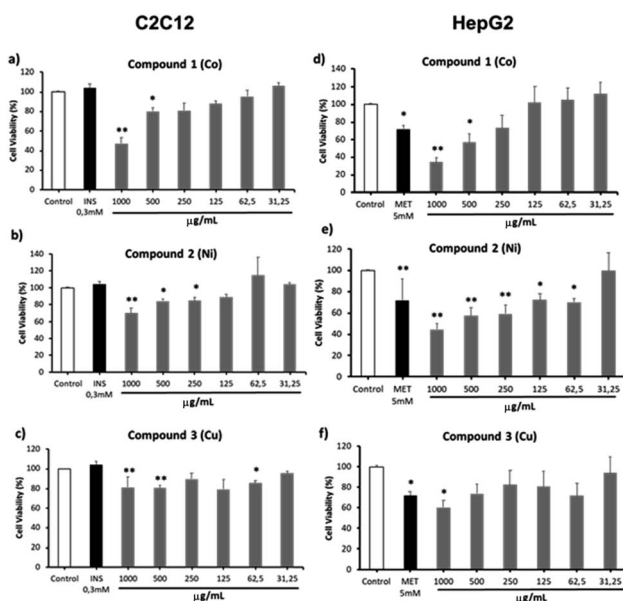 C2C12
HepG2
a)
Compound 1 (Co)
Cell Viability (%)
120
100
80
60
40
20
0
**
*
Control INS 0,3mM 1000 500 250 125 62,5 31,25
µg/mL
d)
Compound 1 (Co)
Cell Viability (%)
140
120
100
80
60
40
20
0
*
**
*
Control MET 5mM 1000 500 250 125 62,5 31,25
µg/mL
b)
Compound 2 (Ni)
Cell Viability (%)
140
120
100
80
60
40
20
0
**
*
*
Control INS 0,3mM 1000 500 250 125 62,5 31,25
µg/mL
e)
Compound 2 (Ni)
Cell Viability (%)
120
100
80
60
40
20
0
**
**
**
**
*
*
Control MET 5mM 1000 500 250 125 62,5 31,25
µg/mL
c)
Compound 3 (Cu)
Cell Viability (%)
120
100
80
60
40
20
0
**
**
*
Control INS 0,3mM 1000 500 250 125 62,5 31,25
µg/mL
f)
Compound 3 (Cu)
Cell Viability (%)
120
100
80
60
40
20
0
*
*
Control MET 5mM 1000 500 250 125 62,5 31,25
µg/mL